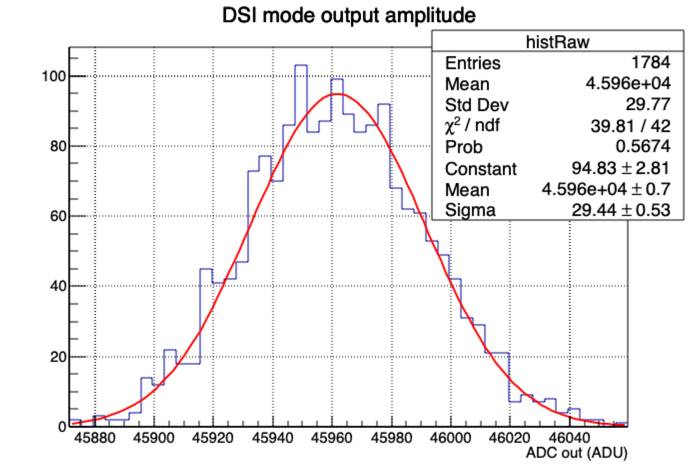 DSI mode output amplitude
histRaw
Entries 1784
Mean 4.596e+04
Std Dev 29.77
χ² / ndf 39.81 / 42
Prob 0.5674
Constant 94.83 ± 2.81
Mean 4.596e+04 ± 0.7
Sigma 29.44 ± 0.53
100
80
60
40
20
0
45880 45900 45920 45940 45960 45980 46000 46020 46040
ADC out (ADU)